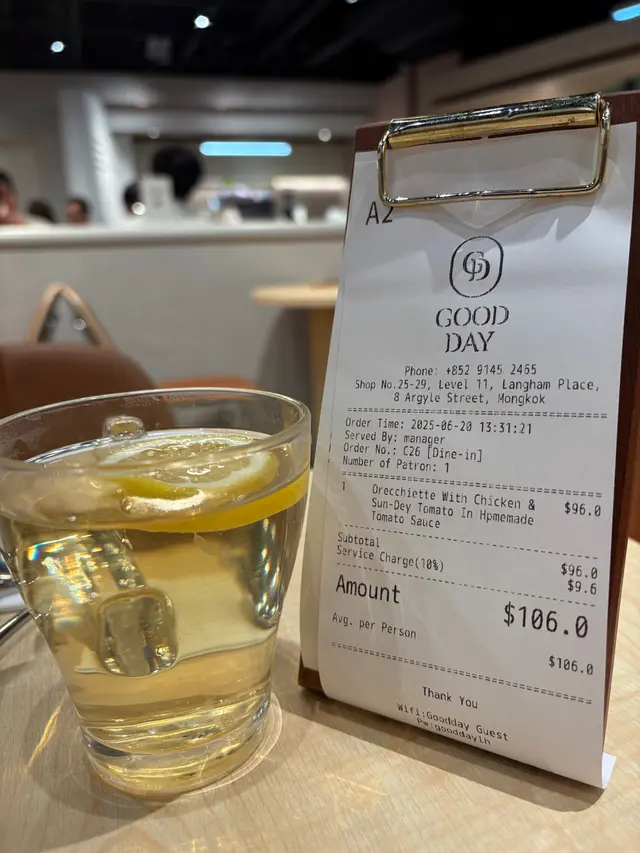 A2
GD
GOOD
DAY
Phone: +852 9145 2465
Shop No.25-29, Level 11, Langham Place,
8 Argyle Street, Mongkok
Order Time: 2025-06-20 13:31:21
Served By: manager
Order No.: C26 [Dine-in]
Number of Patron: 1
1 Orecchiette With Chicken & $96.0
Sun-Dey Tomato In Hpmemade
Tomato Sauce
Subtotal $96.0
Service Charge(10%) $9.6
Amount $106.0
Avg. per Person $106.0
Thank You
Wifi:Goodday Guest
Pw:gooddaylh